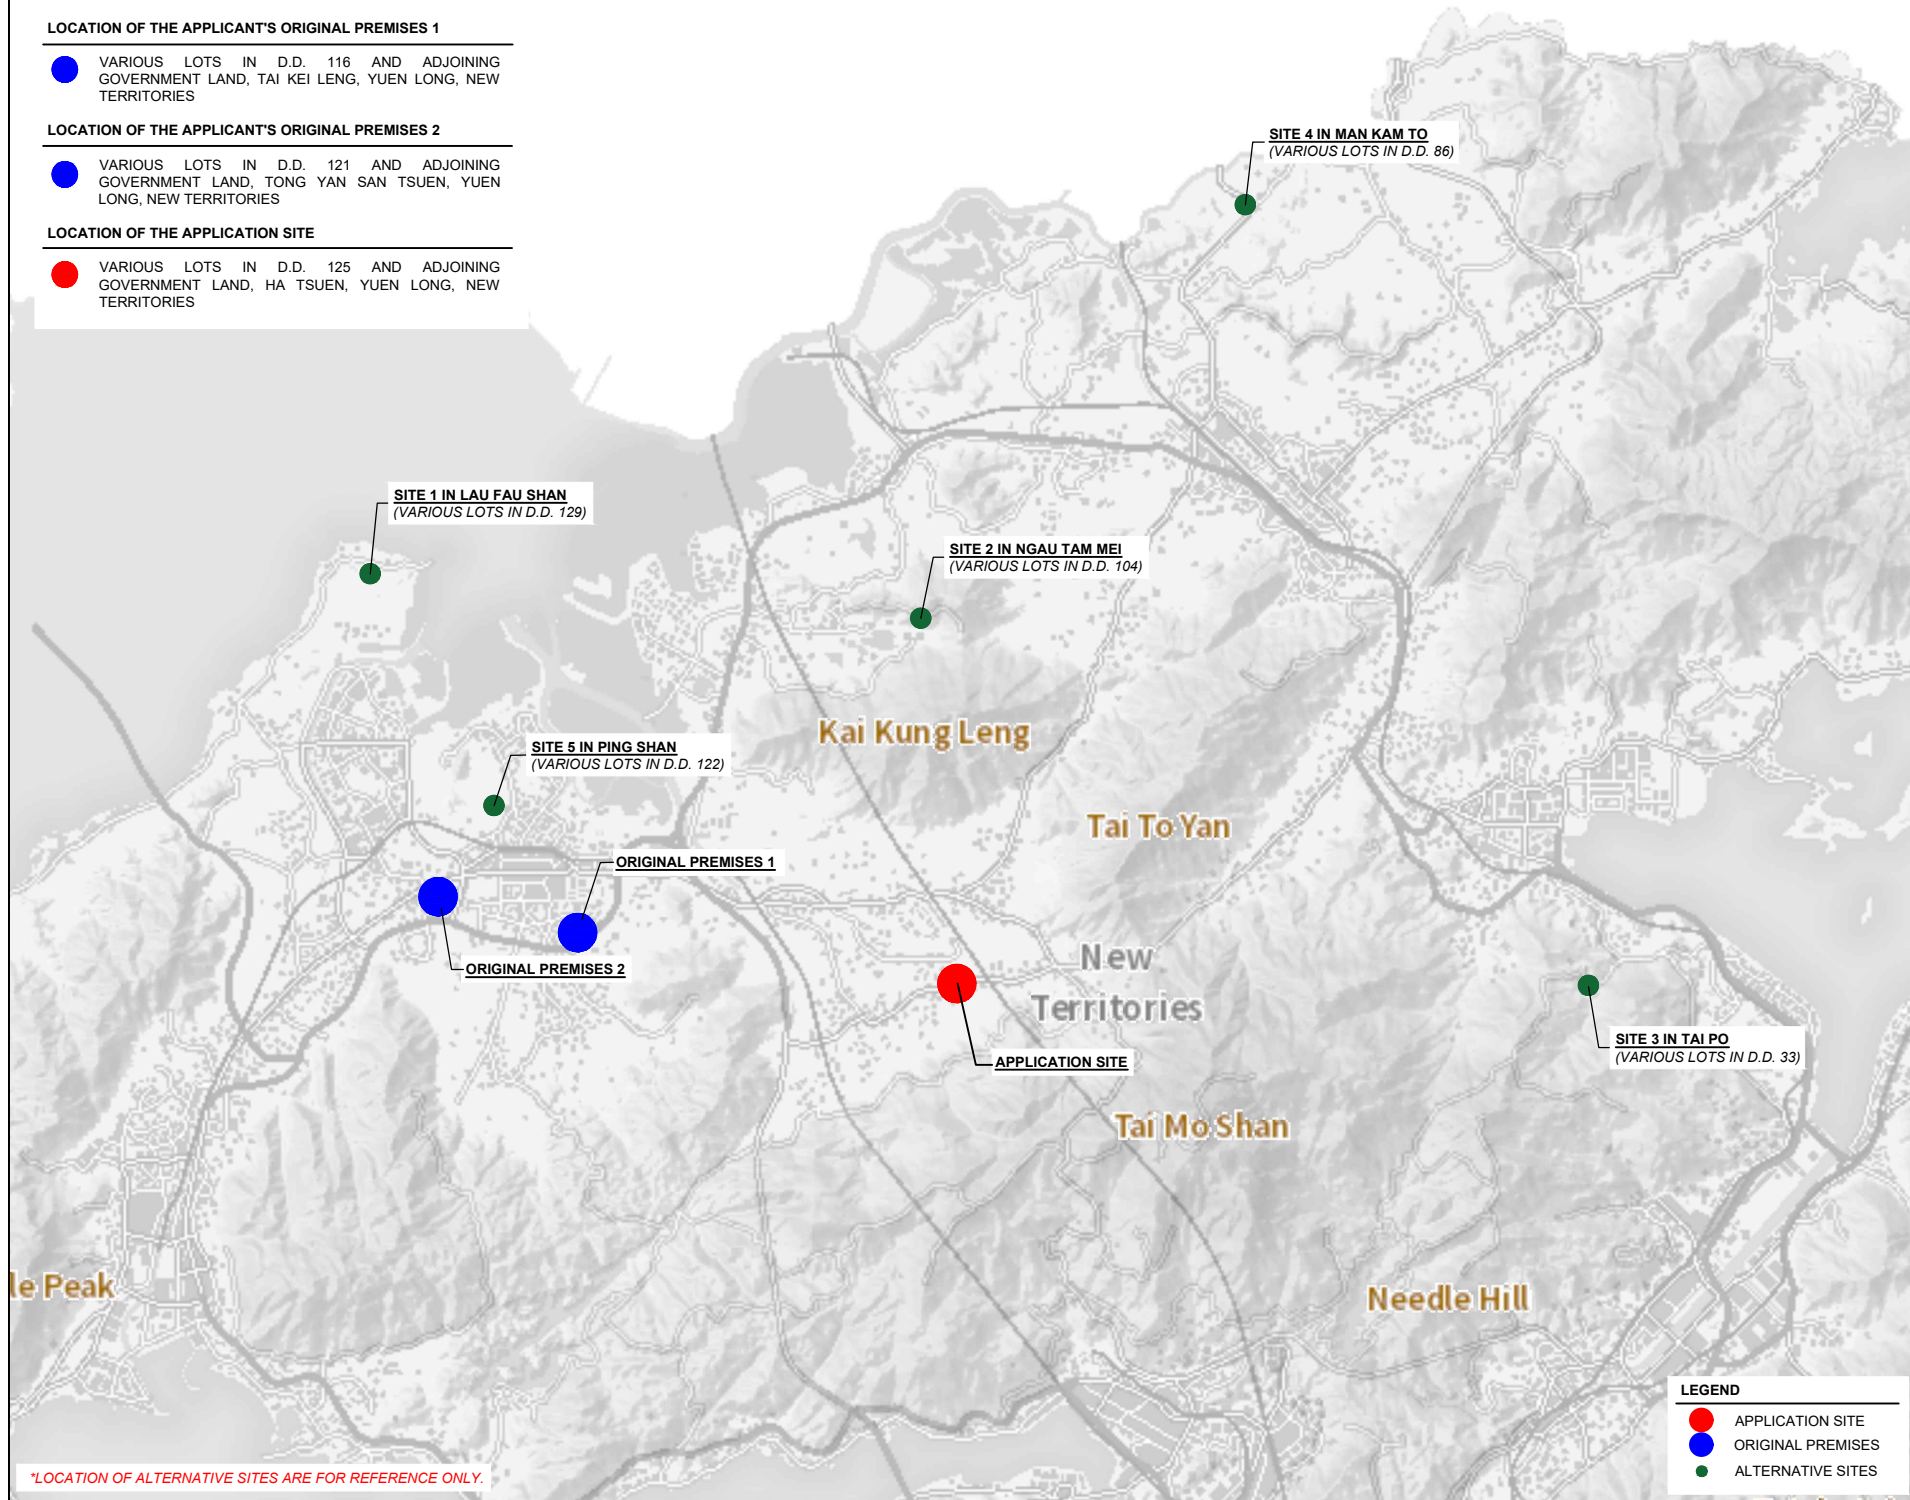 LOCATION OF THE APPLICANT'S ORIGINAL PREMISES 1
VARIOUS LOTS IN D.D. 116 AND ADJOINING
GOVERNMENT LAND, TAI KEI LENG, YUEN LONG, NEW
TERRITORIES
LOCATION OF THE APPLICANT'S ORIGINAL PREMISES 2
VARIOUS LOTS IN D.D. 121 AND ADJOINING
GOVERNMENT LAND, TONG YAN SAN TSUEN, YUEN
LONG, NEW TERRITORIES
LOCATION OF THE APPLICATION SITE
VARIOUS LOTS IN D.D. 125 AND ADJOINING
GOVERNMENT LAND, HA TSUEN, YUEN LONG, NEW
TERRITORIES
SITE 4 IN MAN KAM TO
(VARIOUS LOTS IN D.D. 86)
SITE 1 IN LAU FAU SHAN
(VARIOUS LOTS IN D.D. 129)
SITE 2 IN NGAU TAM MEI
(VARIOUS LOTS IN D.D. 104)
Kai Kung Leng
SITE 5 IN PING SHAN
(VARIOUS LOTS IN D.D. 122)
Tai To Yan
ORIGINAL PREMISES 1
ORIGINAL PREMISES 2
New
Territories
APPLICATION SITE
SITE 3 IN TAI PO
(VARIOUS LOTS IN D.D. 33)
Tai Mo Shan
le Peak
Needle Hill
LEGEND
APPLICATION SITE
ORIGINAL PREMISES
ALTERNATIVE SITES
*LOCATION OF ALTERNATIVE SITES ARE FOR REFERENCE ONLY.